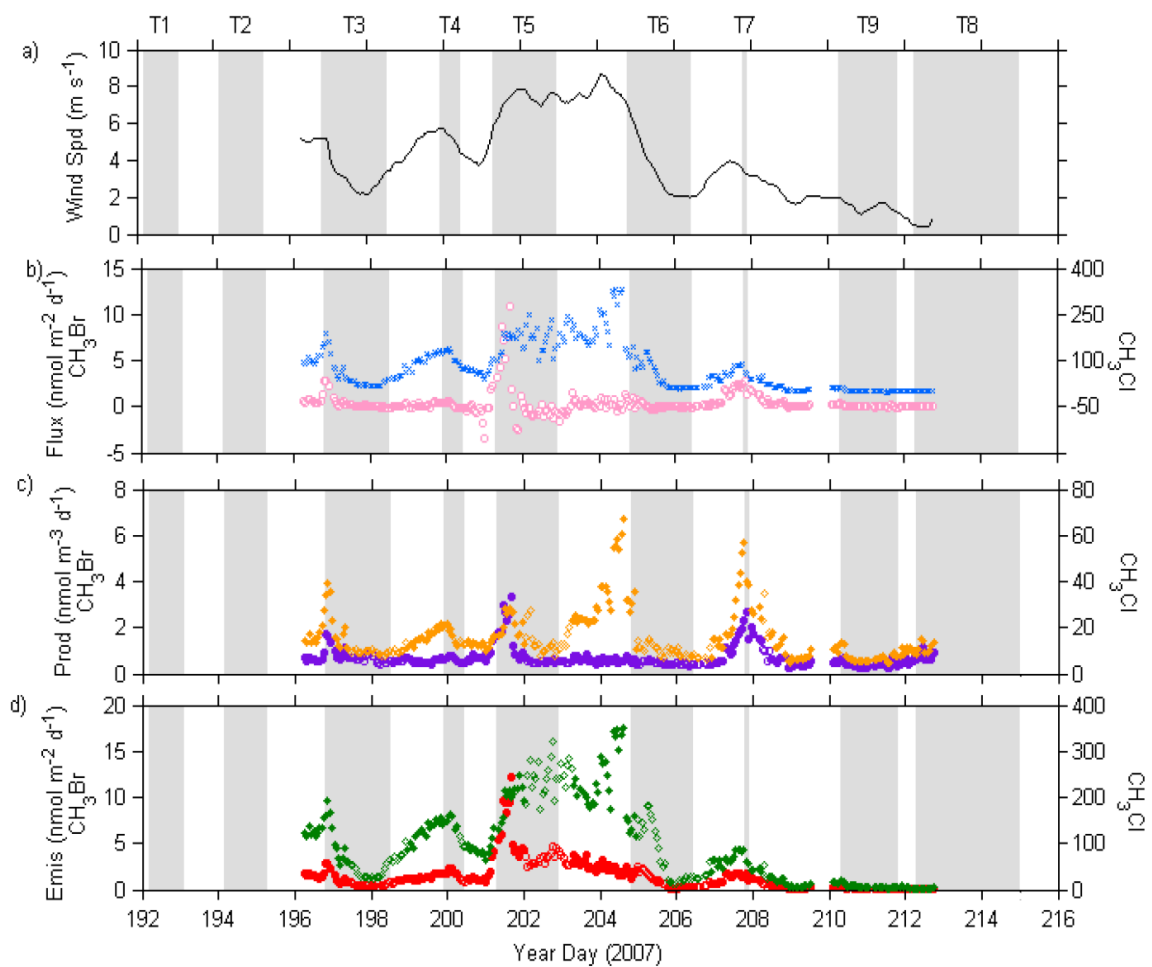 T1 T2 T3 T4 T5 T6 T7 T9 T8
a)
10
8
6
4
2
0
Wind Spd (m s-1)
b)
15
10
5
0
-5
Flux (nmol m-2 d-1)
CH3Br
400
250
100
-50
CH3Cl
c)
8
6
4
2
0
Prod (nmol m-3 d-1)
CH3Br
80
60
40
20
0
CH3Cl
d)
20
15
10
5
0
Emis (nmol m-2 d-1)
CH3Br
400
300
200
100
0
CH3Cl
192 194 196 198 200 202 204 206 208 210 212 214 216
Year Day (2007)